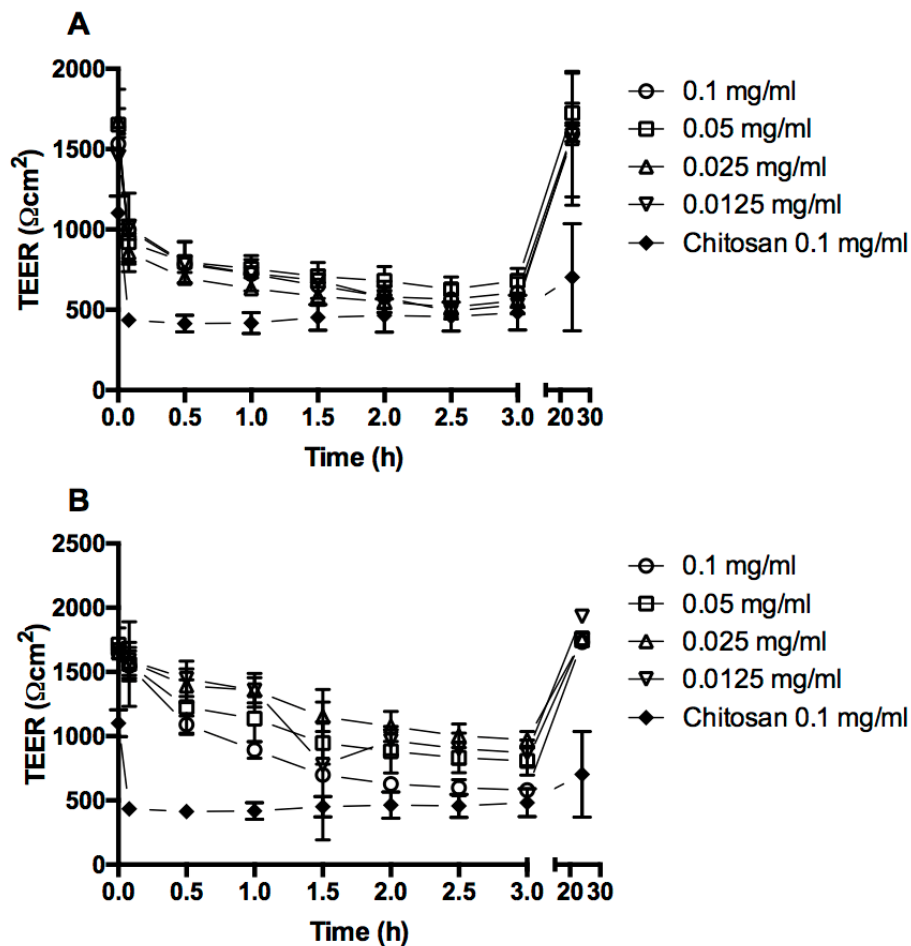 A
TEER (Ωcm²)
2000
1500
1000
500
0
0.0 0.5 1.0 1.5 2.0 2.5 3.0 20 30
Time (h)
0.1 mg/ml
0.05 mg/ml
0.025 mg/ml
0.0125 mg/ml
Chitosan 0.1 mg/ml
B
TEER (Ωcm²)
2500
2000
1500
1000
500
0
0.0 0.5 1.0 1.5 2.0 2.5 3.0 20 30
Time (h)
0.1 mg/ml
0.05 mg/ml
0.025 mg/ml
0.0125 mg/ml
Chitosan 0.1 mg/ml